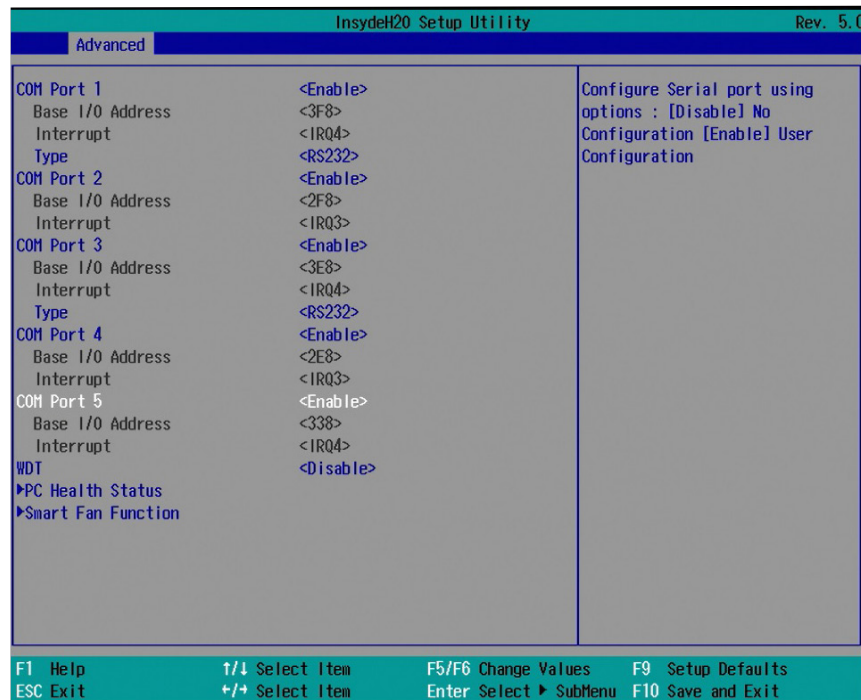 InsydeH20 Setup Utility Rev. 5.0
Advanced
COM Port 1 <Enable>
Base I/O Address <3F8>
Interrupt <IRQ4>
Type <RS232>
COM Port 2 <Enable>
Base I/O Address <2F8>
Interrupt <IRQ3>
COM Port 3 <Enable>
Base I/O Address <3E8>
Interrupt <IRQ4>
Type <RS232>
COM Port 4 <Enable>
Base I/O Address <2E8>
Interrupt <IRQ3>
COM Port 5 <Enable>
Base I/O Address <338>
Interrupt <IRQ4>
WDT <Disable>
▶PC Health Status
▶Smart Fan Function
Configure Serial port using
options : [Disable] No
Configuration [Enable] User
Configuration
F1 Help ↑/↓ Select Item F5/F6 Change Values F9 Setup Defaults
ESC Exit ←/→ Select Item Enter Select ▶ SubMenu F10 Save and Exit